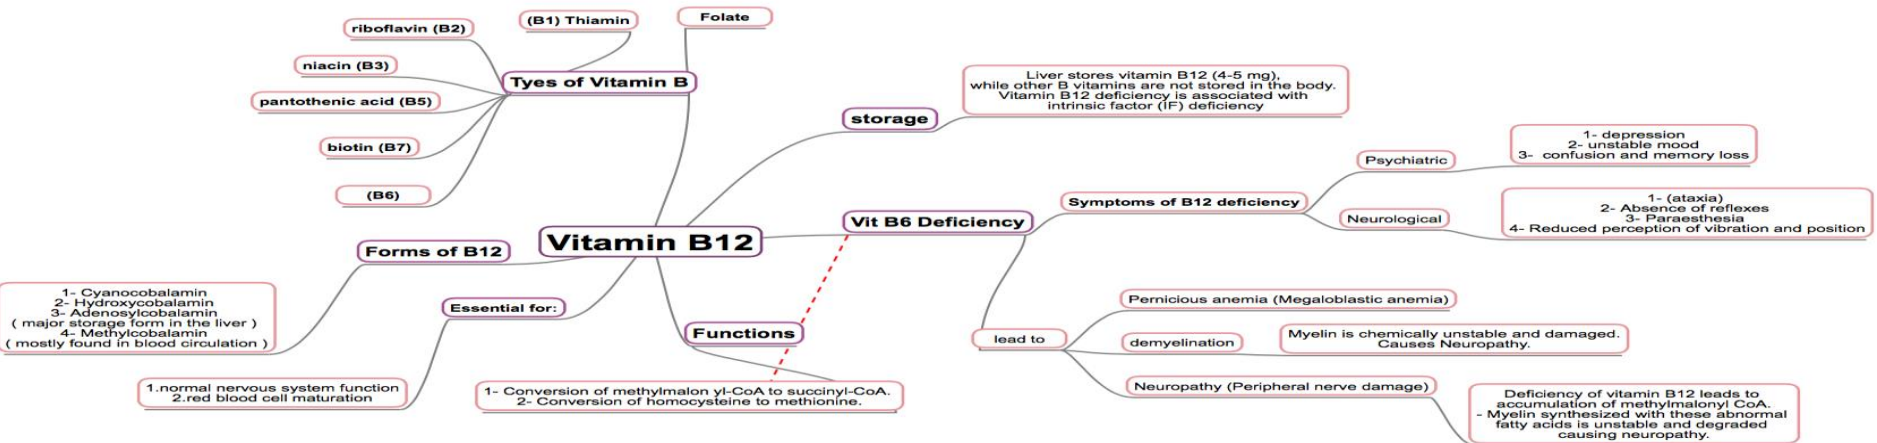 Vitamin B12
Tyes of Vitamin B
(B1) Thiamin
Folate
riboflavin (B2)
niacin (B3)
pantothenic acid (B5)
biotin (B7)
(B6)
storage
Liver stores vitamin B12 (4-5 mg),
while other B vitamins are not stored in the body.
Vitamin B12 deficiency is associated with
intrinsic factor (IF) deficiency
Vit B6 Deficiency
Symptoms of B12 deficiency
Psychiatric
1- depression
2- unstable mood
3- confusion and memory loss
Neurological
1- (ataxia)
2- Absence of reflexes
3- Paraesthesia
4- Reduced perception of vibration and position
lead to
Pernicious anemia (Megaloblastic anemia)
demyelination
Myelin is chemically unstable and damaged.
Causes Neuropathy.
Neuropathy (Peripheral nerve damage)
Deficiency of vitamin B12 leads to
accumulation of methylmalonyl CoA.
- Myelin synthesized with these abnormal
fatty acids is unstable and degraded
causing neuropathy.
Functions
1- Conversion of methylmalon yl-CoA to succinyl-CoA.
2- Conversion of homocysteine to methionine.
Essential for:
1.normal nervous system function
2.red blood cell maturation
Forms of B12
1- Cyanocobalamin
2- Hydroxycobalamin
3- Adenosylcobalamin
( major storage form in the liver )
4- Methylcobalamin
( mostly found in blood circulation )